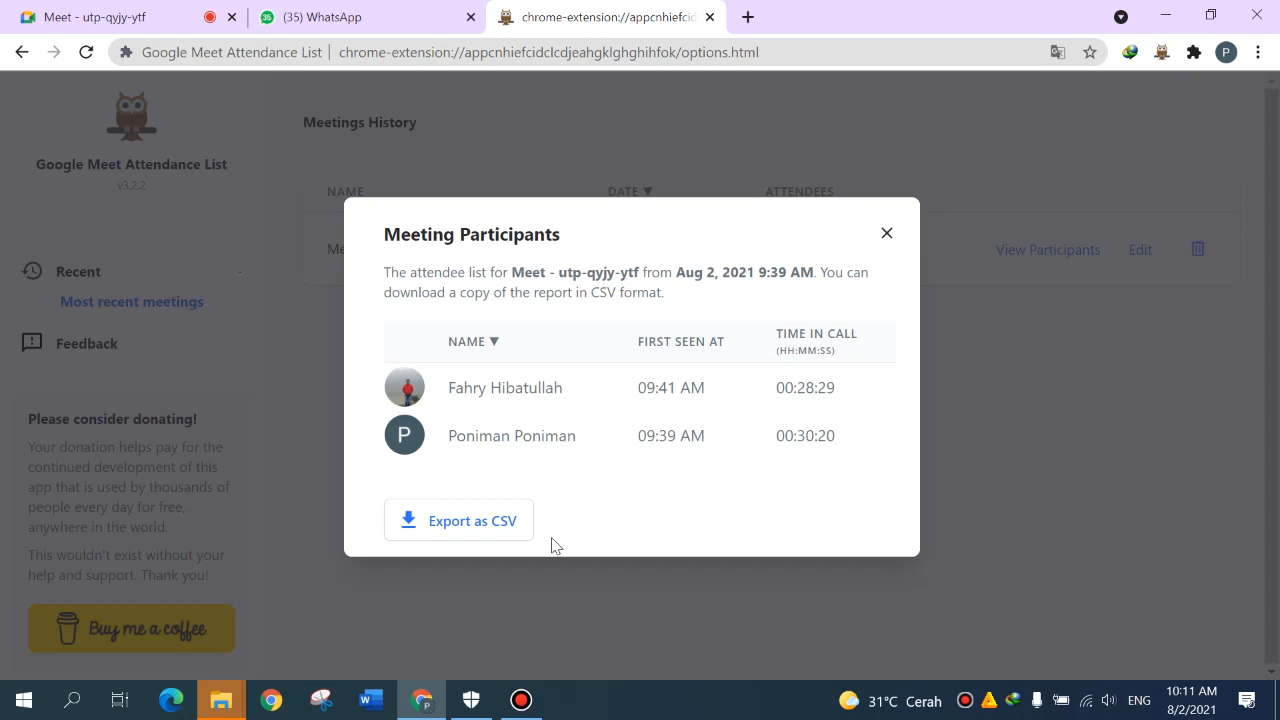 Meet - utp-qyjy-ytf
(35) WhatsApp
chrome-extension://appcnhiefcid
Google Meet Attendance List
chrome-extension://appcnhiefcidclcdjeahgklghghihfok/options.html
P
Google Meet Attendance List
v3.2.2
Recent
Most recent meetings
Feedback
Please consider donating!
Your donation helps pay for the
continued development of this
app that is used by thousands of
people every day for free,
anywhere in the world.
This wouldn't exist without your
help and support. Thank you!
Buy me a coffee
Meetings History
NAME DATE ▼ ATTENDEES
Me View Participants Edit
Meeting Participants
The attendee list for Meet - utp-qyjy-ytf from Aug 2, 2021 9:39 AM. You can
download a copy of the report in CSV format.
NAME ▼ FIRST SEEN AT TIME IN CALL
(HH:MM:SS)
Fahry Hibatullah 09:41 AM 00:28:29
P Poniman Poniman 09:39 AM 00:30:20
Export as CSV
31°C Cerah
ENG
10:11 AM
8/2/2021